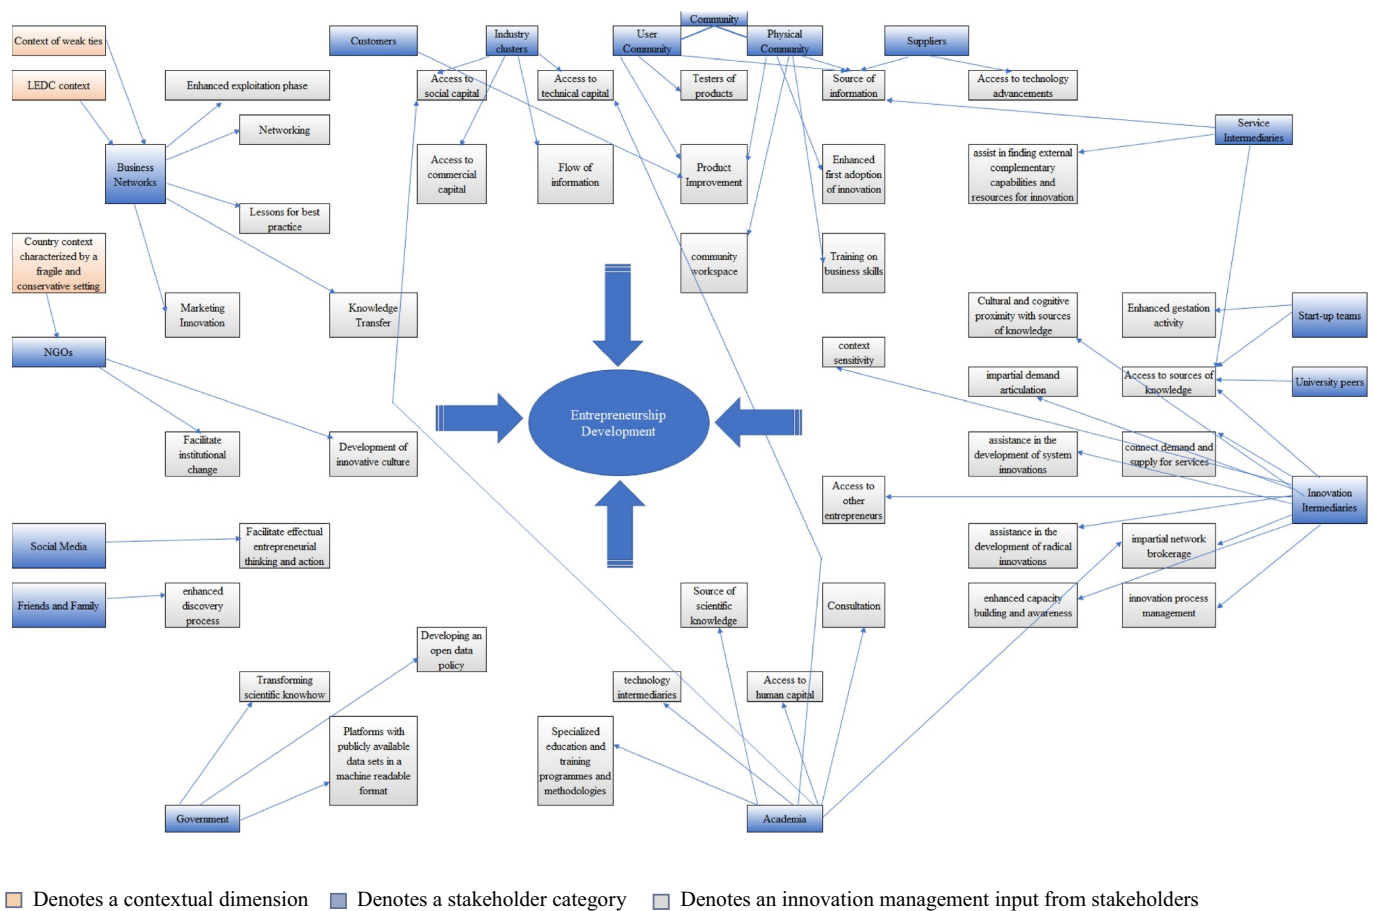 Community
Context of weak ties
Customers
Industry
clusters
User
Community
Physical
Community
Suppliers
LEDC context
Enhanced exploitation phase
Access to
social capital
Access to
technical capital
Testers of
products
Source of
information
Access to technology
advancements
Networking
Service
Intermediaries
Business
Networks
Access to
commercial
capital
Flow of
information
Product
Improvement
Enhanced
first adoption
of innovation
assist in finding external
complementary
capabilities and
resources for innovation
Lessons for best
practice
Country context
characterized by a
fragile and
conservative setting
community
workspace
Training on
business skills
Marketing
Innovation
Knowledge
Transfer
Cultural and cognitive
proximity with sources
of knowledge
Enhanced gestation
activity
Start-up teams
NGOs
context
sensitivity
impartial demand
articulation
Access to sources of
knowledge
University peers
Entrepreneurship
Development
Facilitate
institutional
change
Development of
innovative culture
assistance in the
development of system
innovations
connect demand and
supply for services
Access to
other
entrepreneurs
Innovation
Itermediaries
Social Media
Facilitate effectual
entrepreneurial
thinking and action
assistance in the
development of radical
innovations
impartial network
brokerage
Friends and Family
enhanced
discovery
process
Source of
scientific
knowledge
Consultation
enhanced capacity
building and awareness
innovation process
management
Developing an
open data
policy
Transforming
scientific knowhow
technology
intermediaries
Access to
human capital
Platforms with
publicly available
data sets in a
machine readable
format
Specialized
education and
training
programmes and
methodologies
Government
Academia
Denotes a contextual dimension
Denotes a stakeholder category
Denotes an innovation management input from stakeholders